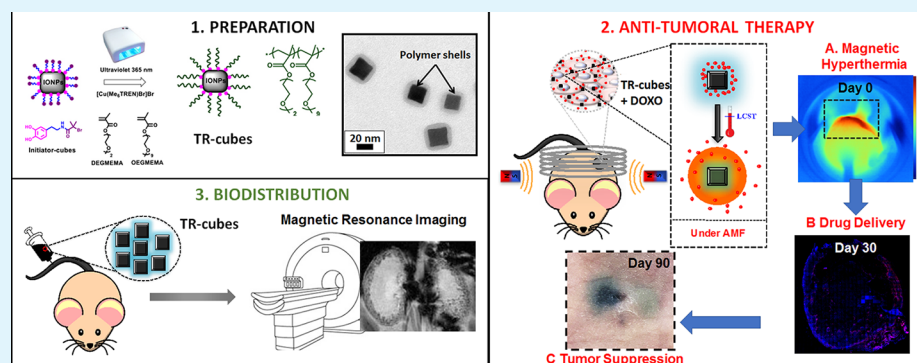 1. PREPARATION
Ultraviolet 365 nm
IONPs
[Cu(Me6TREN)Br]Br
IONPs
TR-cubes
Initiator-cubes
DEGMEMA
OEGMEMA
Polymer shells
20 nm
2. ANTI-TUMORAL THERAPY
TR-cubes
+ DOXO
LCST
Under AMF
A. Magnetic
Hyperthermia
Day 0
B Drug Delivery
Day 30
Day 90
C Tumor Suppression
3. BIODISTRIBUTION
TR-cubes
Magnetic Resonance Imaging